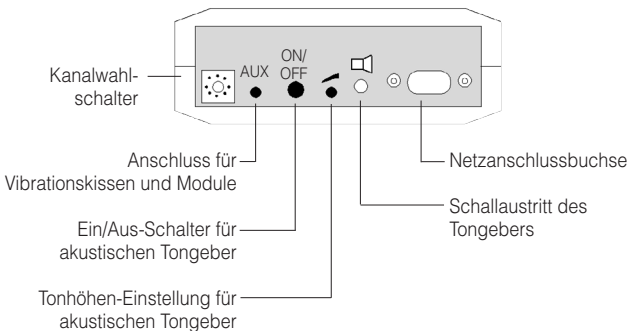 ON/
AUX OFF
Kanalwahl-
schalter
Anschluss für
Vibrationskissen und Module
Netzanschlussbuchse
Schallaustritt des
Tongebers
Ein/Aus-Schalter für
akustischen Tongeber
Tonhöhen-Einstellung für
akustischen Tongeber